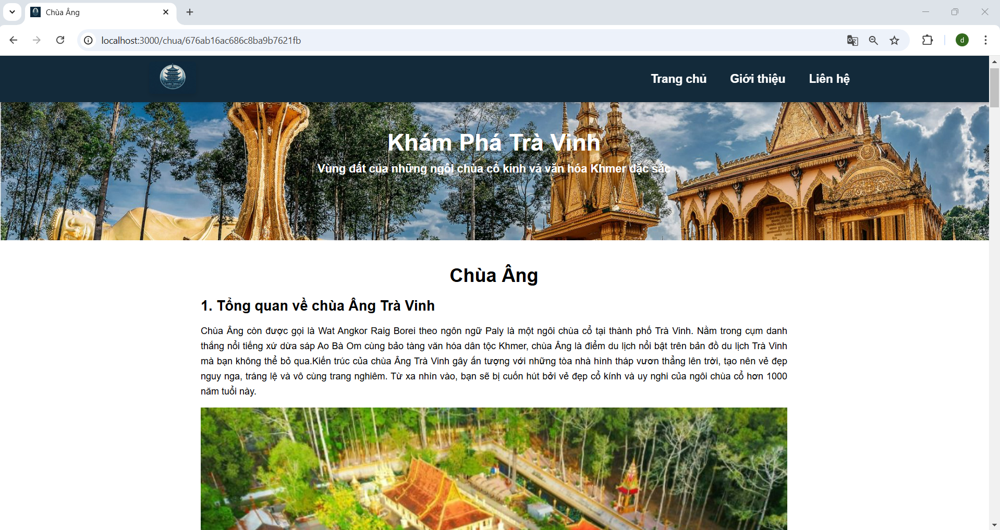 Chùa Âng
localhost:3000/chua/676ab16ac686c8ba9b7621fb
d
Trang chủ Giới thiệu Liên hệ
Khám Phá Trà Vinh
Vùng đất của những ngôi chùa cổ kính và văn hóa Khmer đặc sắc
Chùa Âng
1. Tổng quan về chùa Âng Trà Vinh
Chùa Âng còn được gọi là Wat Angkor Raig Borei theo ngôn ngữ Paly là một ngôi chùa cổ tại thành phố Trà Vinh. Nằm trong cụm danh
thắng nổi tiếng xứ dừa sáp Ao Bà Om cùng bảo tàng văn hóa dân tộc Khmer, chùa Âng là điểm du lịch nổi bật trên bản đồ du lịch Trà Vinh
mà bạn không thể bỏ qua.Kiến trúc của chùa Âng Trà Vinh gây ấn tượng với những tòa nhà hình tháp vươn thẳng lên trời, tạo nên vẻ đẹp
nguy nga, tráng lệ và vô cùng trang nghiêm. Từ xa nhìn vào, bạn sẽ bị cuốn hút bởi vẻ đẹp cổ kính và uy nghi của ngôi chùa cổ hơn 1000
năm tuổi này.